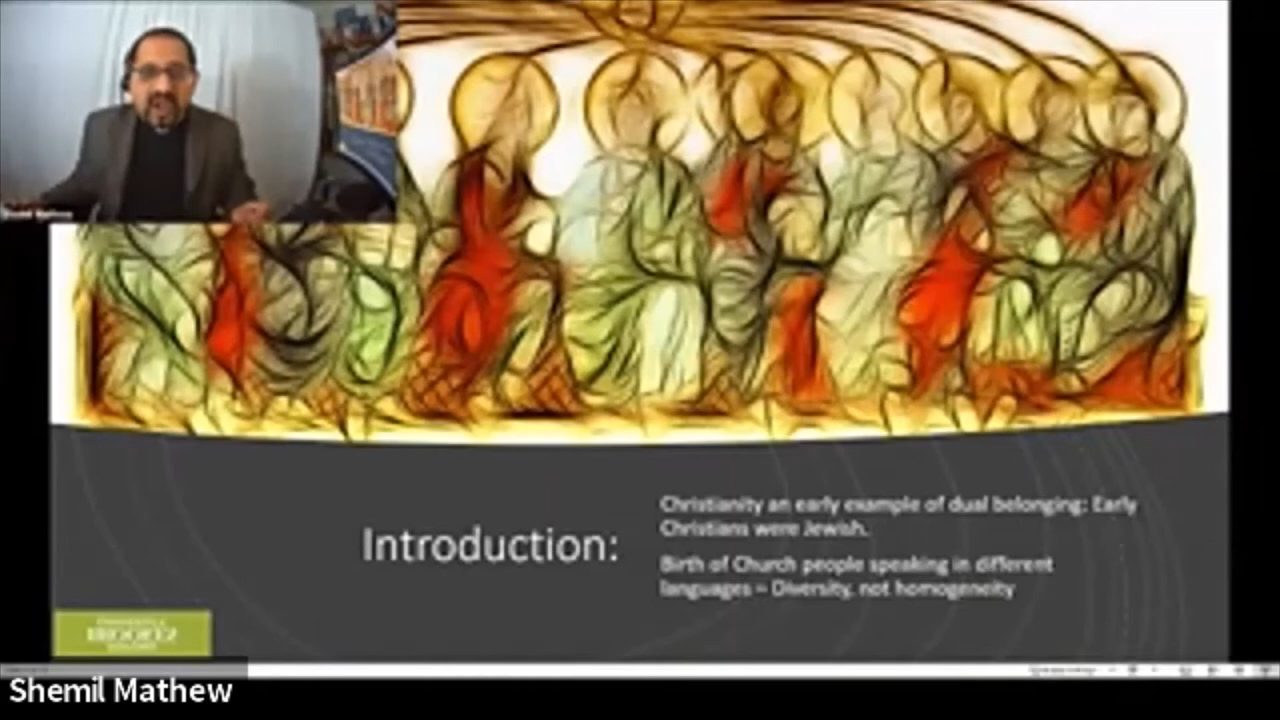 Introduction:
Christianity an early example of dual belonging: Early
Christians were Jewish.
Birth of Church people speaking in different
languages – Diversity, not homogeneity
Shemil Mathew